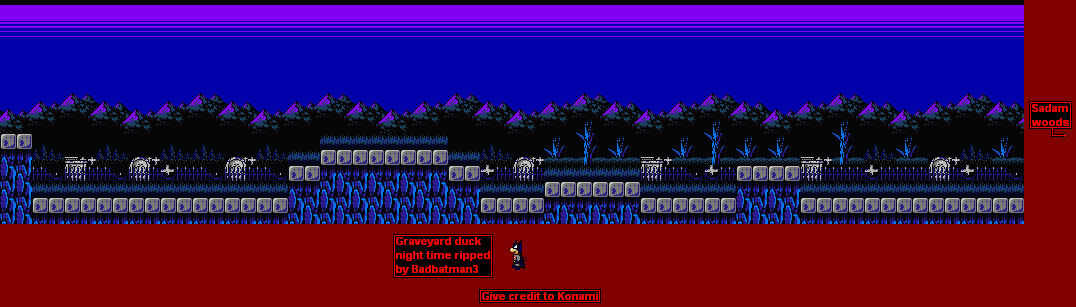 Sadam
woods
Graveyard duck
night time ripped
by Badbatman3
Give credit to Konami